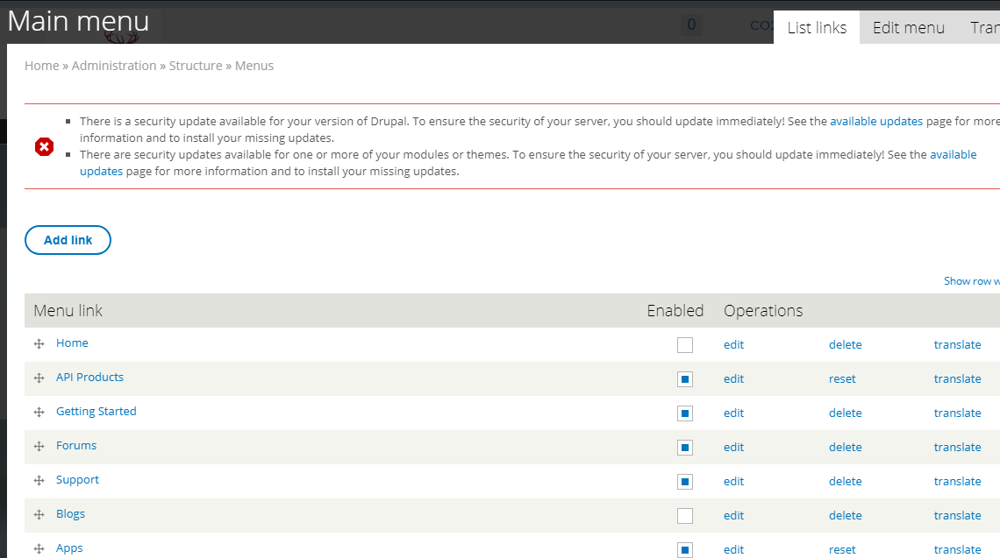 Main menu
0
List links
Edit menu
Home » Administration » Structure » Menus
There is a security update available for your version of Drupal. To ensure the security of your server, you should update immediately! See the available updates page for more
information and to install your missing updates.
There are security updates available for one or more of your modules or themes. To ensure the security of your server, you should update immediately! See the available
updates page for more information and to install your missing updates.
Add link
Show row
Menu link Enabled Operations
Home edit delete translate
API Products edit reset translate
Getting Started edit delete translate
Forums edit delete translate
Support edit delete translate
Blogs edit delete translate
Apps edit reset translate